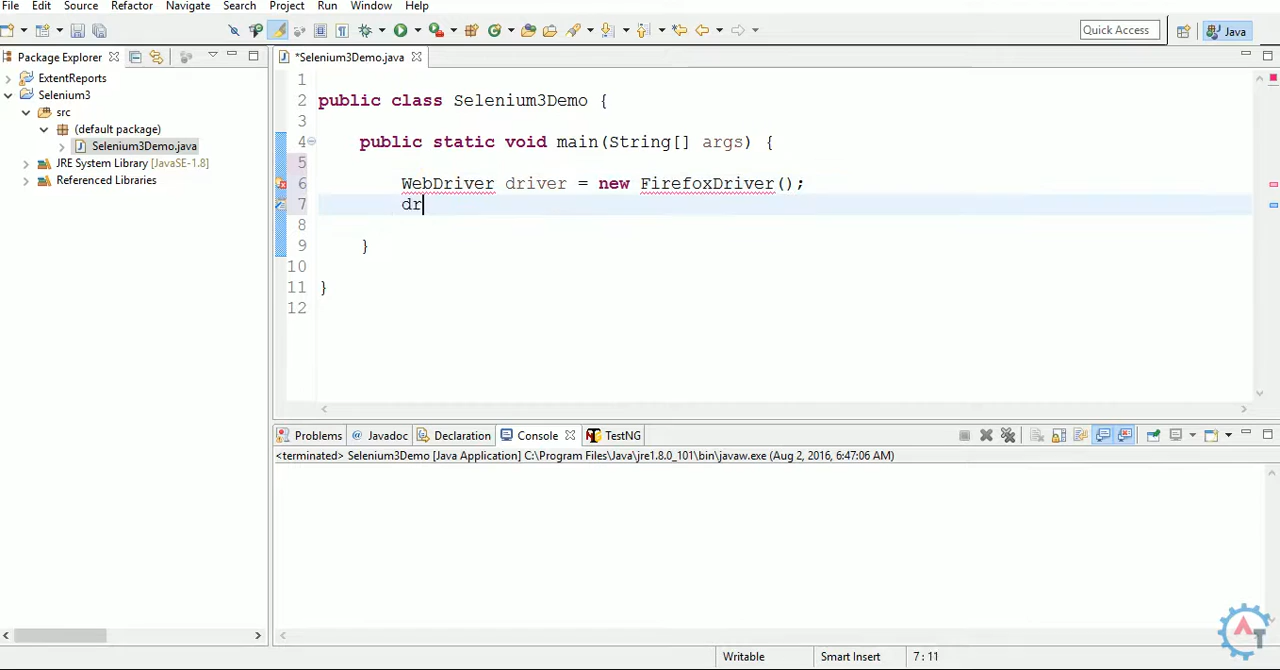 File Edit Source Refactor Navigate Search Project Run Window Help
Quick Access
Java
Package Explorer
*Selenium3Demo.java
ExtentReports
Selenium3
src
(default package)
Selenium3Demo.java
JRE System Library [JavaSE-1.8]
Referenced Libraries
1
2 public class Selenium3Demo {
3
4 public static void main(String[] args) {
5
6 WebDriver driver = new FirefoxDriver();
7 dr
8
9 }
10
11 }
12
Problems @ Javadoc Declaration Console TestNG
<terminated> Selenium3Demo [Java Application] C:\Program Files\Java\jre1.8.0_101\bin\javaw.exe (Aug 2, 2016, 6:47:06 AM)
Writable Smart Insert 7 : 11
AT